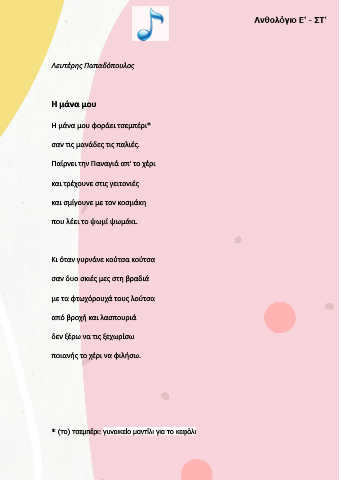 Ανθολόγιο Ε' - ΣΤ'
Λευτέρης Παπαδόπουλος
Η μάνα μου
Η μάνα μου φοράει τσεμπέρι*
σαν τις μανάδες τις παλιές.
Παίρνει την Παναγιά απ' το χέρι
και τρέχουνε στις γειτονιές
και σμίγουνε με τον κοσμάκη
που λέει το ψωμί ψωμάκι.
Κι όταν γυρνάνε κούτσα κούτσα
σαν δυο σκιές μες στη βραδιά
με τα φτωχόρουχά τους λούτσα
από βροχή και λασπουριά
δεν ξέρω να τις ξεχωρίσω
ποιανής το χέρι να φιλήσω.
* (το) τσεμπέρι: γυναικείο μαντίλι για το κεφάλι